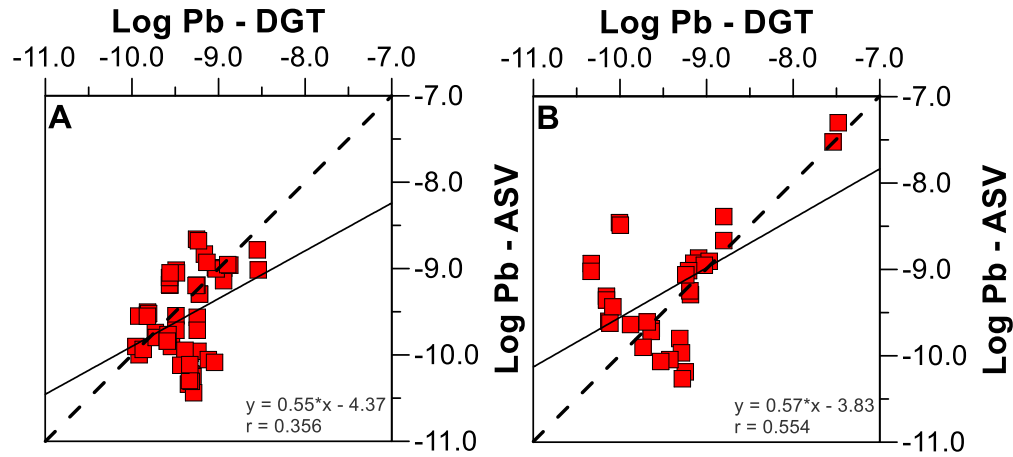 Log Pb - DGT
-11.0 -10.0 -9.0 -8.0 -7.0
A
-7.0
-8.0
-9.0
-10.0
-11.0
Log Pb - ASV
y = 0.55*x - 4.37
r = 0.356
Log Pb - DGT
-11.0 -10.0 -9.0 -8.0 -7.0
B
-7.0
-8.0
-9.0
-10.0
-11.0
Log Pb - ASV
y = 0.57*x - 3.83
r = 0.554